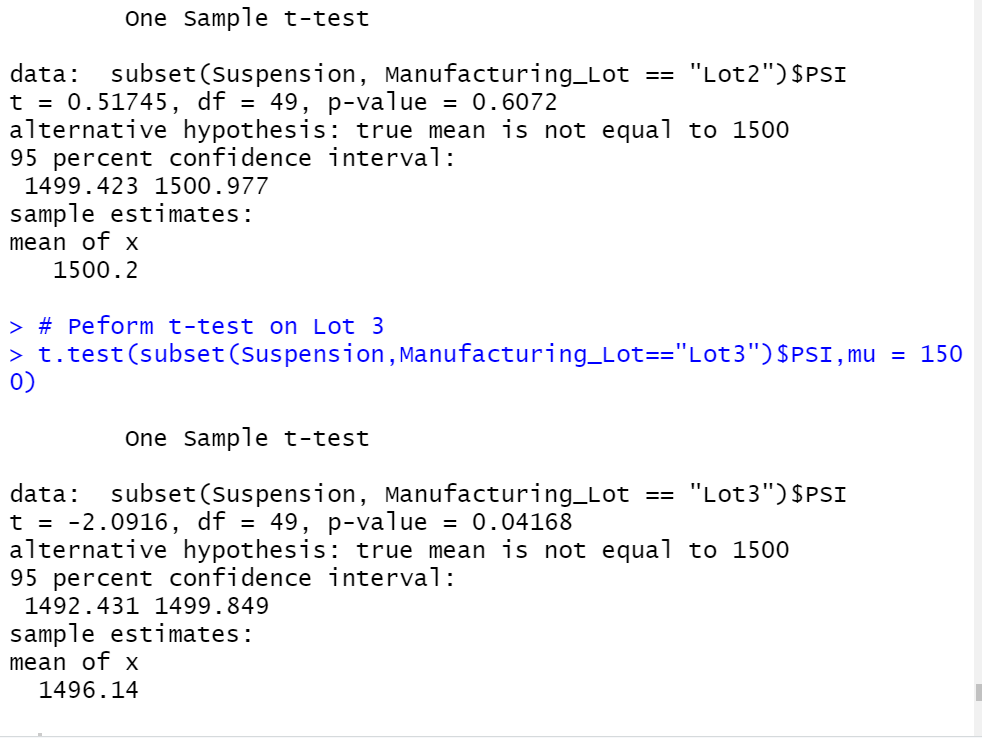 One Sample t-test
data:  subset(Suspension, Manufacturing_Lot == "Lot2")$PSI
t = 0.51745, df = 49, p-value = 0.6072
alternative hypothesis: true mean is not equal to 1500
95 percent confidence interval:
1499.423 1500.977
sample estimates:
mean of x
1500.2
> # Peform t-test on Lot 3
> t.test(subset(Suspension,Manufacturing_Lot=="Lot3")$PSI,mu = 150
0)
One Sample t-test
data:  subset(Suspension, Manufacturing_Lot == "Lot3")$PSI
t = -2.0916, df = 49, p-value = 0.04168
alternative hypothesis: true mean is not equal to 1500
95 percent confidence interval:
1492.431 1499.849
sample estimates:
mean of x
1496.14